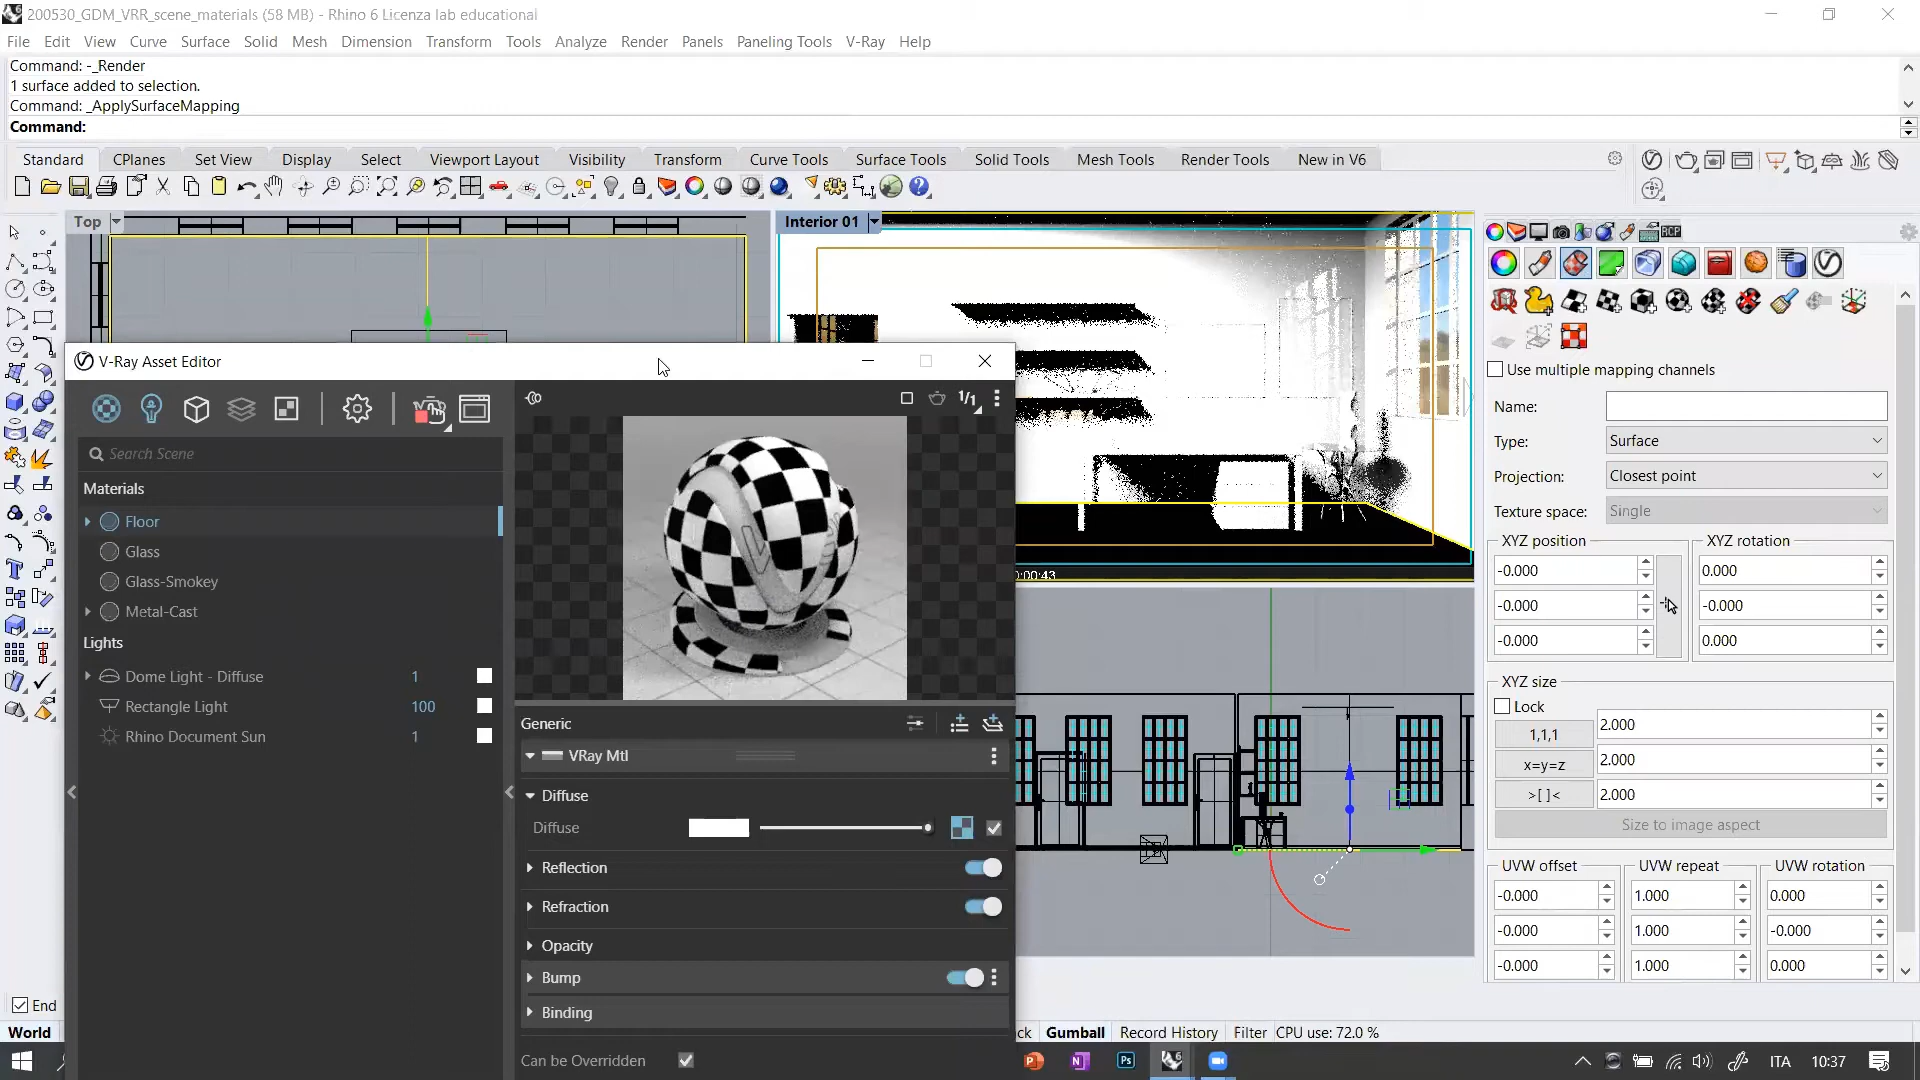 200530_GDM_VRR_scene_materials (58 MB) - Rhino 6 Licenza lab educational
File Edit View Curve Surface Solid Mesh Dimension Transform Tools Analyze Render Panels Paneling Tools V-Ray Help
Command: -_Render
1 surface added to selection.
Command: _ApplySurfaceMapping
Command:
Standard CPlanes Set View Display Select Viewport Layout Visibility Transform Curve Tools Surface Tools Solid Tools Mesh Tools Render Tools New in V6
Top
Interior 01
RCP
V-Ray Asset Editor
1/1
Search Scene
Materials
Floor
Glass
Glass-Smokey
Metal-Cast
Lights
Dome Light - Diffuse 1
Rectangle Light 100
Rhino Document Sun 1
Generic
VRay Mtl
Diffuse
Diffuse
Reflection
Refraction
Opacity
Bump
Binding
Can be Overridden
0:00:43
Use multiple mapping channels
Name:
Type: Surface
Projection: Closest point
Texture space: Single
XYZ position XYZ rotation
-0.000 0.000
-0.000 -0.000
-0.000 0.000
XYZ size
Lock
1,1,1 2.000
x=y=z 2.000
>[ ]< 2.000
Size to image aspect
UVW offset UVW repeat UVW rotation
-0.000 1.000 0.000
-0.000 1.000 -0.000
-0.000 1.000 0.000
End
World
ck Gumball Record History Filter CPU use: 72.0 %
Ps
6
ITA 10:37